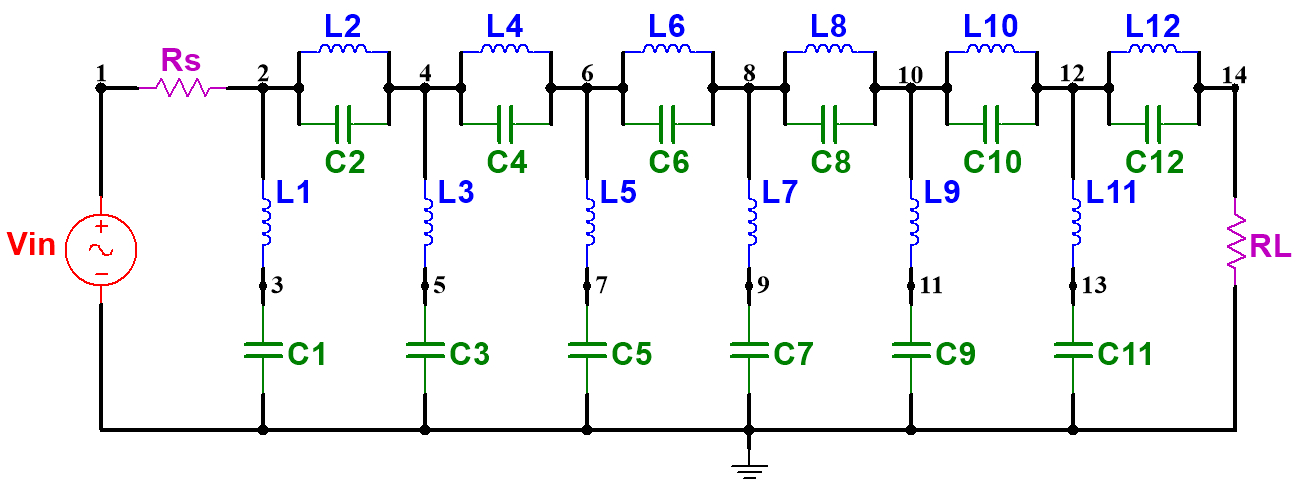 L2 L4 L6 L8 L10 L12
Rs
1 2 4 6 8 10 12 14
C2 C4 C6 C8 C10 C12
L1 L3 L5 L7 L9 L11
Vin + − RL
3 5 7 9 11 13
C1 C3 C5 C7 C9 C11